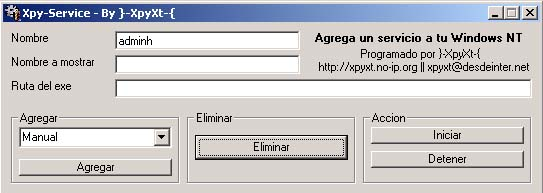 Xpy-Service - By }-XpyXt-{
Nombre
adminh
Agrega un servicio a tu Windows NT
Nombre a mostrar
Programado por }-XpyXt-{
http://xpyxt.no-ip.org || xpyxt@desdeinter.net
Ruta del exe
Agregar
Manual
Agregar
Eliminar
Eliminar
Accion
Iniciar
Detener